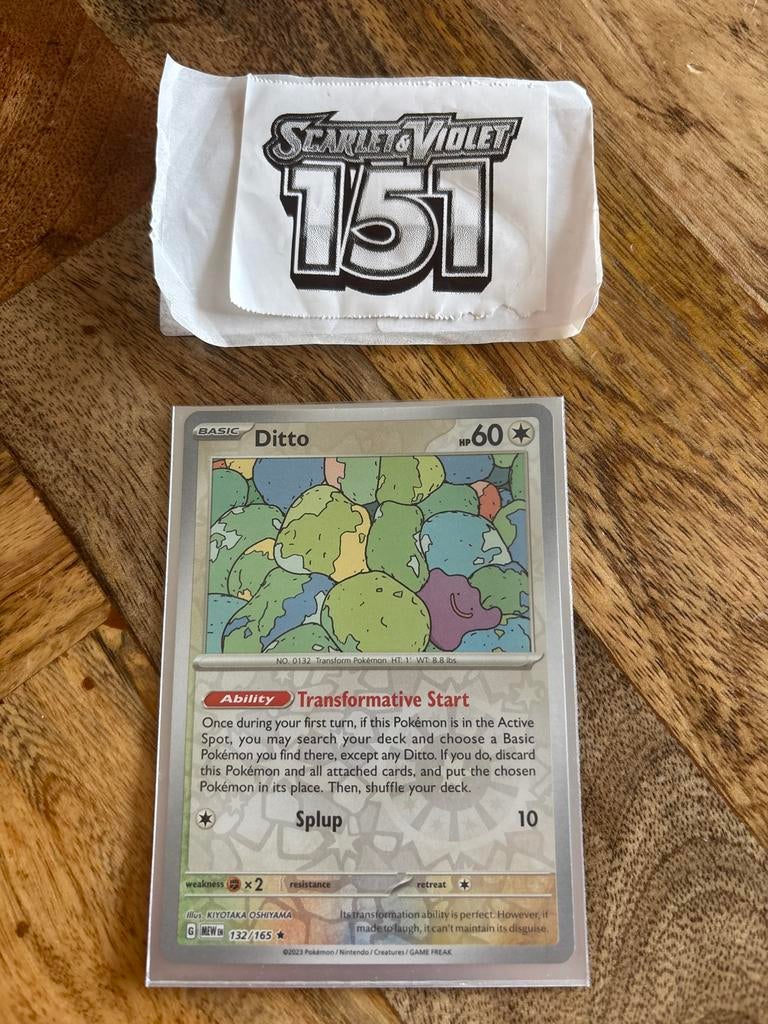 SCARLET & VIOLET
151
BASIC Ditto HP 60
NO. 0132 Transform Pokémon HT: 1' WT: 8.8 lbs
Ability Transformative Start
Once during your first turn, if this Pokémon is in the Active
Spot, you may search your deck and choose a Basic
Pokémon you find there, except any Ditto. If you do, discard
this Pokémon and all attached cards, and put the chosen
Pokémon in its place. Then, shuffle your deck.
Splup 10
weakness ×2 resistance retreat
Illus. KIYOTAKA OSHIYAMA
Its transformation ability is perfect. However, if
made to laugh, it can't maintain its disguise.
G MEW EN 132/165 ★
©2023 Pokémon / Nintendo / Creatures / GAME FREAK